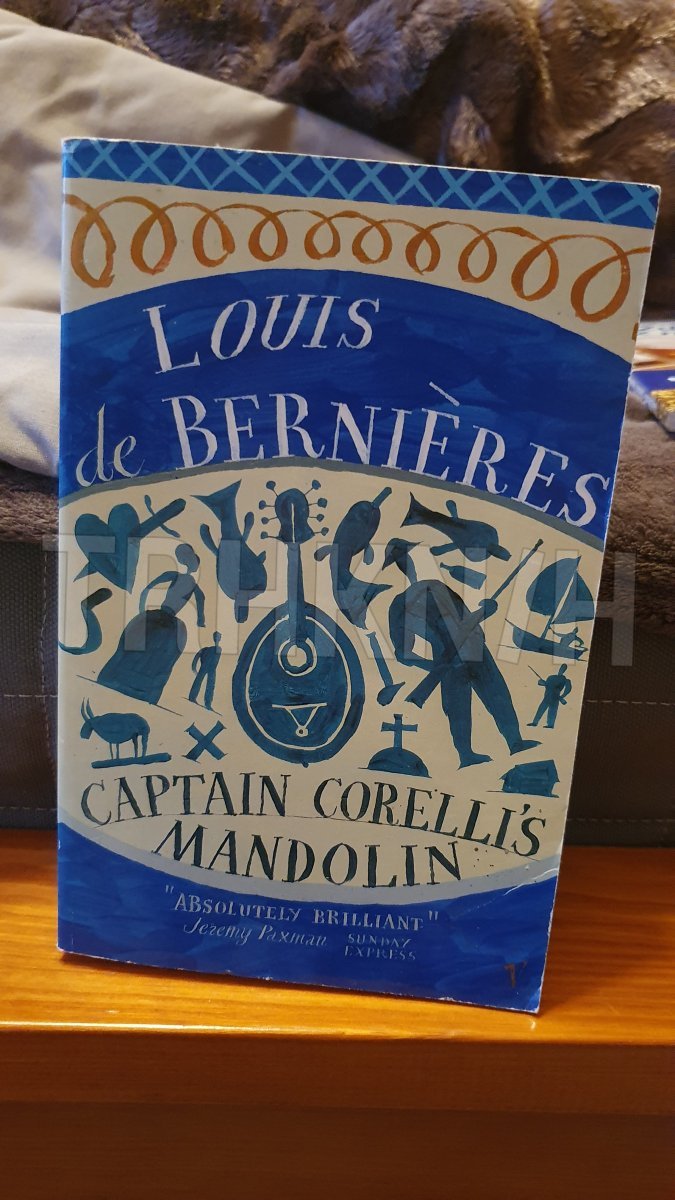 LOUIS
de BERNIÈRES
CAPTAIN CORELLI'S
MANDOLIN
"ABSOLUTELY BRILLIANT"
Jeremy Paxman SUNDAY
EXPRESS
V